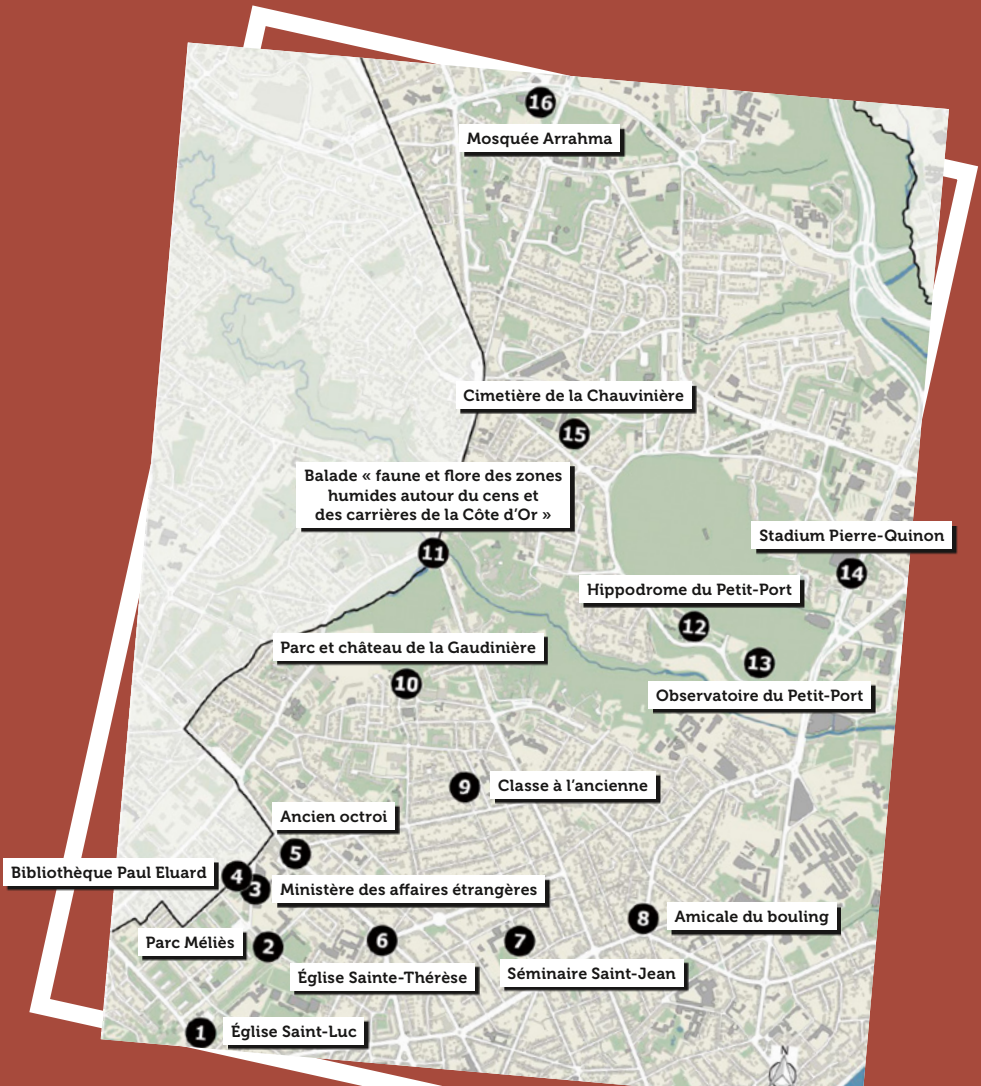 16
Mosquée Arrahma
Cimetière de la Chauvinière
15
Balade « faune et flore des zones
humides autour du cens et
des carrières de la Côte d’Or »
11
Stadium Pierre-Quinon
14
Hippodrome du Petit-Port
12
13
Observatoire du Petit-Port
Parc et château de la Gaudinière
10
9
Classe à l’ancienne
Ancien octroi
5
Bibliothèque Paul Eluard
4
3
Ministère des affaires étrangères
Parc Méliès
2
6
Église Sainte-Thérèse
7
Séminaire Saint-Jean
8
Amicale du bouling
1
Église Saint-Luc
N